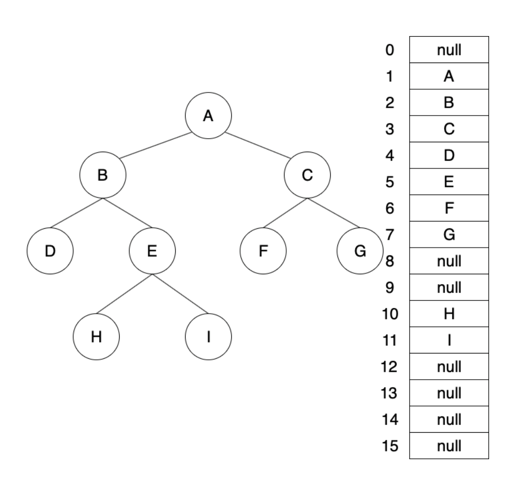 A
B C
D E F G
H I
0 null
1 A
2 B
3 C
4 D
5 E
6 F
7 G
8 null
9 null
10 H
11 I
12 null
13 null
14 null
15 null